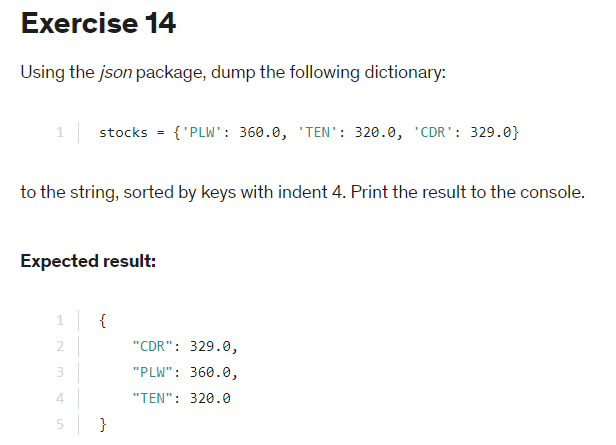 Exercise 14
Using the json package, dump the following dictionary:
1 stocks = {'PLW': 360.0, 'TEN': 320.0, 'CDR': 329.0}
to the string, sorted by keys with indent 4. Print the result to the console.
Expected result:
1 {
2     "CDR": 329.0,
3     "PLW": 360.0,
4     "TEN": 320.0
5 }